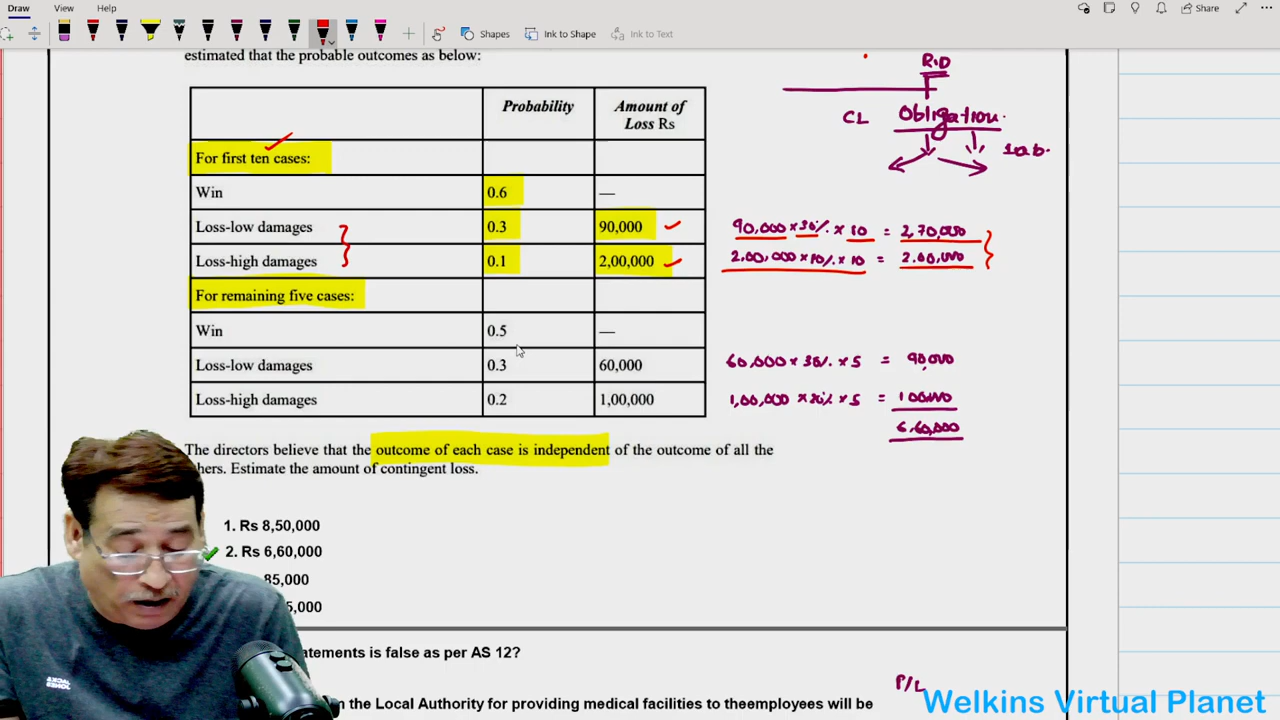 Draw View Help Share
Shapes Ink to Shape Ink to Text
estimated that the probable outcomes as below:
Probability Amount of Loss Rs
For first ten cases:
Win 0.6 —
Loss-low damages 0.3 90,000
Loss-high damages 0.1 2,00,000
For remaining five cases:
Win 0.5 —
Loss-low damages 0.3 60,000
Loss-high damages 0.2 1,00,000
R.D
CL Obligation.
90,000 × 30%. × 10 = 2,70,000
2,00,000 × 10%. × 10 = 2,00,000
60,000 × 30%. × 5 = 90,000
1,00,000 × 20% × 5 = 100,000
6,60,000
The directors believe that the outcome of each case is independent of the outcome of all the
hers. Estimate the amount of contingent loss.
1. Rs 8,50,000
2. Rs 6,60,000
85,000
5,000
tatements is false as per AS 12?
P/L
m the Local Authority for providing medical facilities to theemployees will be
Welkins Virtual Planet